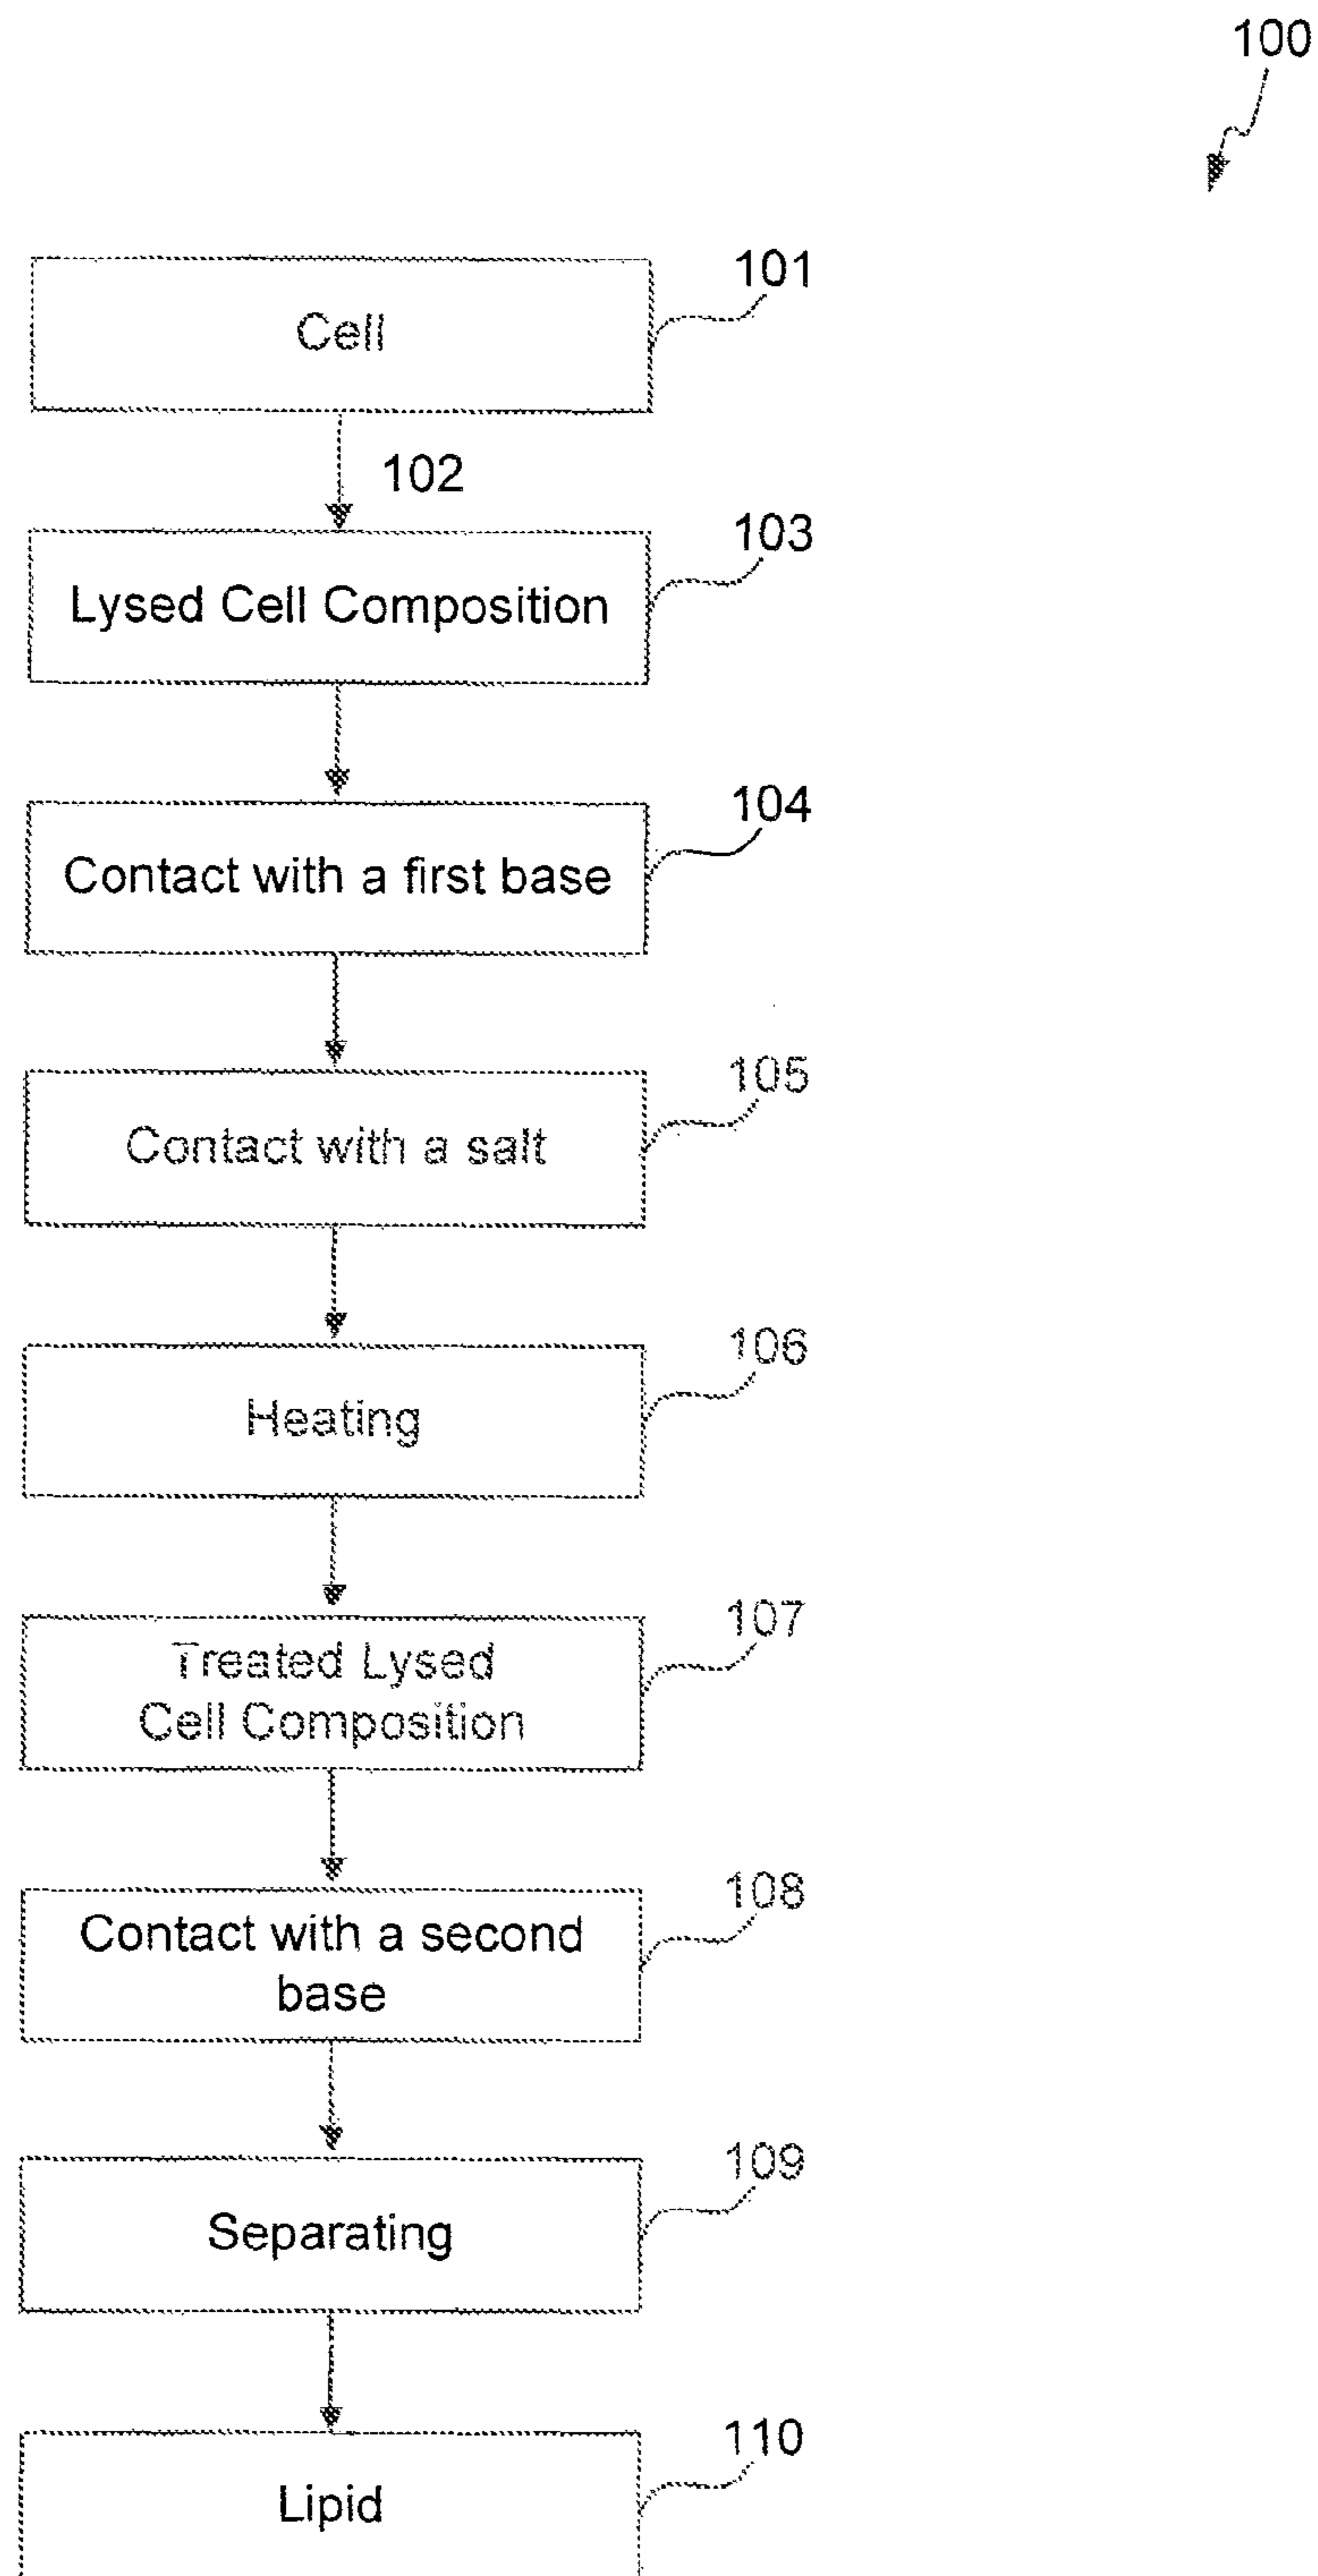 100
101
Cell
102
103
Lysed Cell Composition
104
Contact with a first base
105
Contact with a salt
106
Heating
107
Treated Lysed
Cell Composition
108
Contact with a second
base
109
Separating
110
Lipid